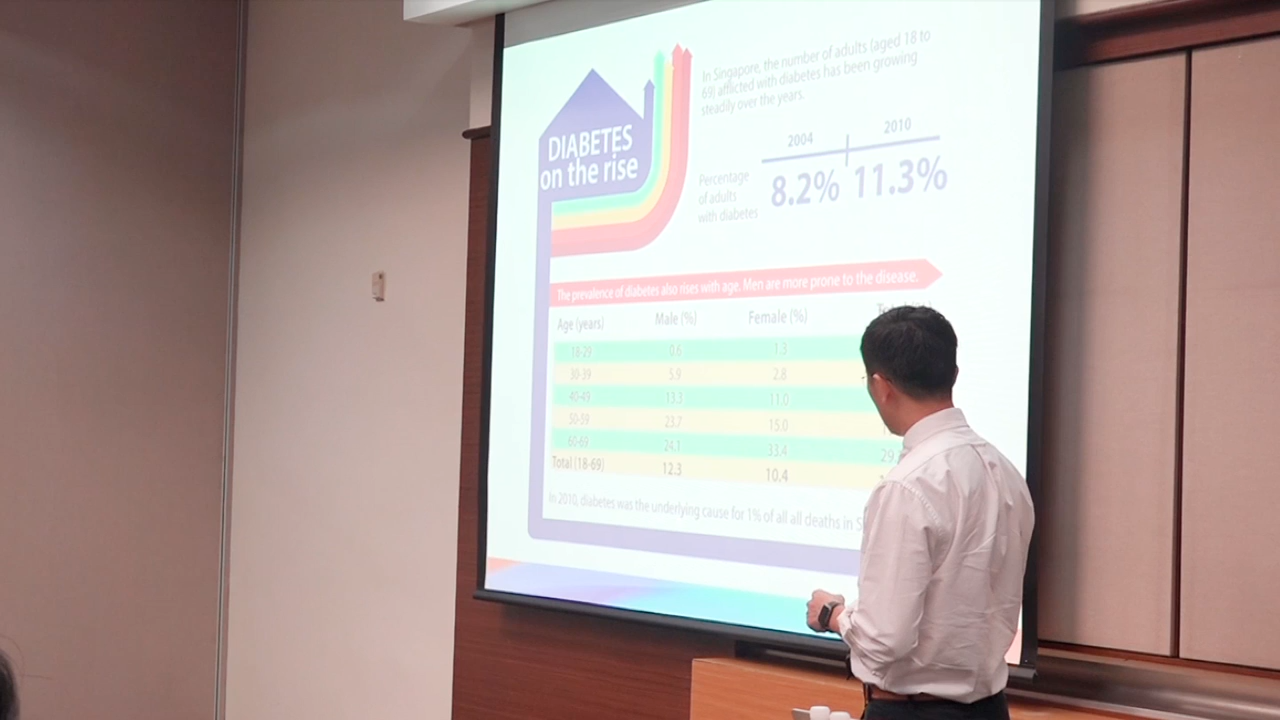 DIABETES
on the rise
In Singapore, the number of adults (aged 18 to
69) afflicted with diabetes has been growing
steadily over the years.
2004 2010
Percentage
of adults
with diabetes
8.2% 11.3%
The prevalence of diabetes also rises with age. Men are more prone to the disease.
Age (years) Male (%) Female (%)
18-29 0.6 1.3
30-39 5.9 2.8
40-49 13.3 11.0
50-59 23.7 15.0
60-69 24.1 33.4 29.
Total (18-69) 12.3 10.4
In 2010, diabetes was the underlying cause for 1% of all all deaths in S